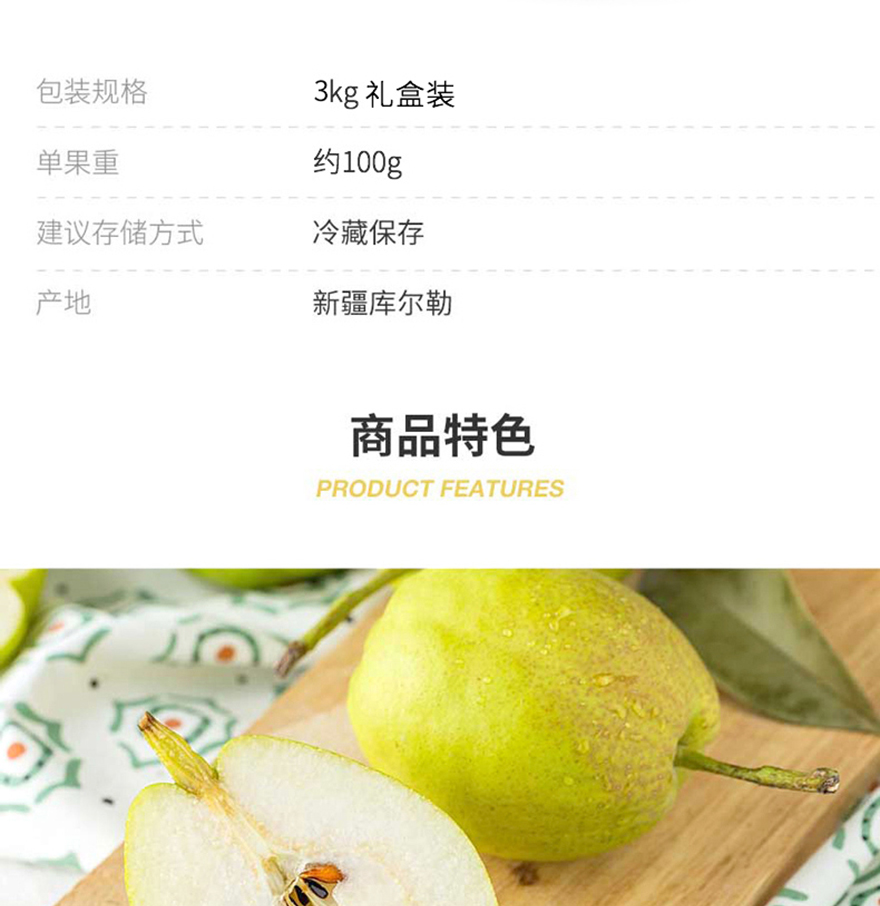 包装规格 3kg 礼盒装
单果重 约100g
建议存储方式 冷藏保存
产地 新疆库尔勒
商品特色
PRODUCT FEATURES